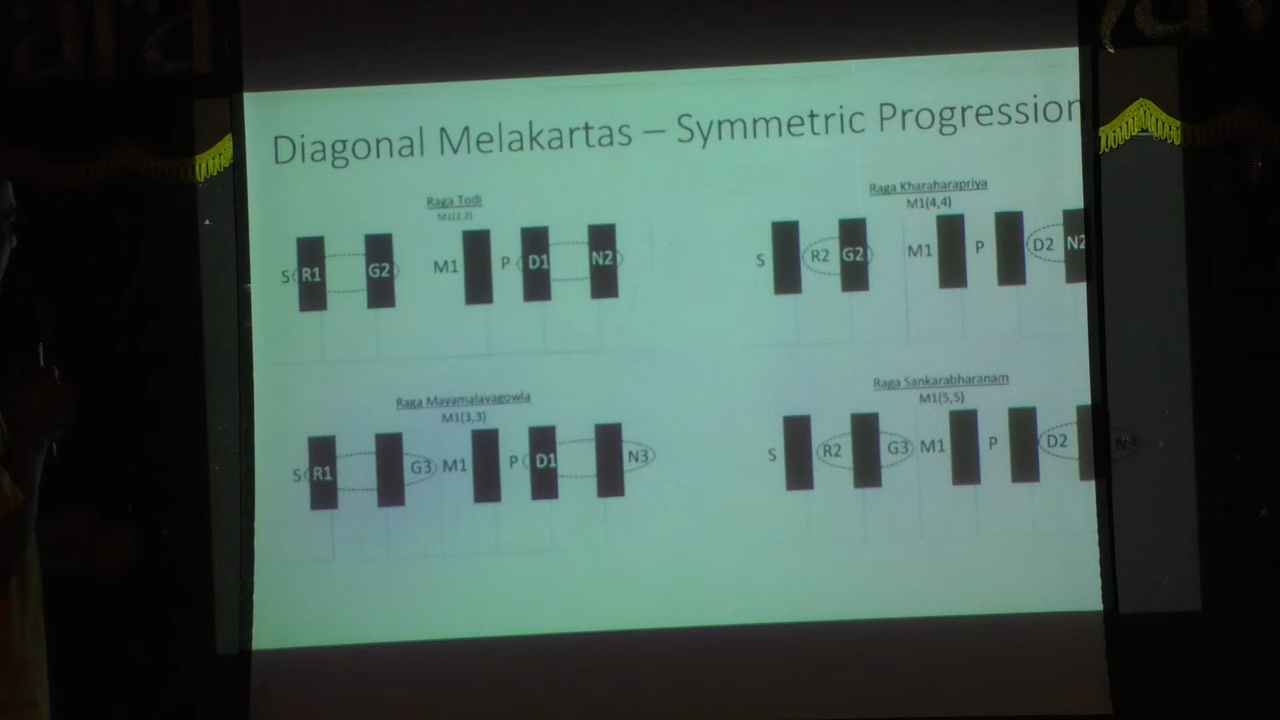 Diagonal Melakartas – Symmetric Progression
Raga Todi
M1(2,2)
S R1 G2 M1 P D1 N2
Raga Kharaharapriya
M1(4,4)
S R2 G2 M1 P D2 N2
Raga Mayamalavagowla
M1(3,3)
S R1 G3 M1 P D1 N3
Raga Sankarabharanam
M1(5,5)
S R2 G3 M1 P D2 N3